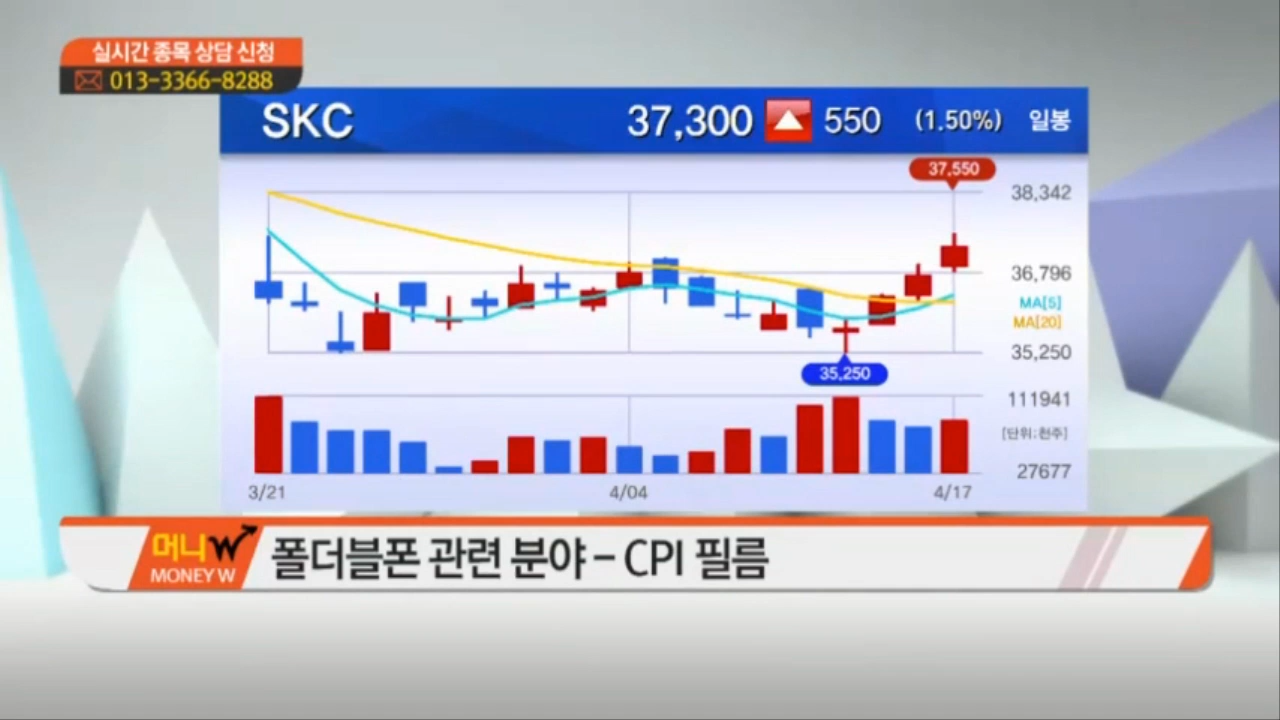 실시간 종목 상담 신청
013-3366-8288
SKC 37,300 550 (1.50%) 일봉
37,550
38,342
36,796
MA[5]
MA[20]
35,250
35,250
111941
[단위:천주]
27677
3/21 4/04 4/17
머니W
MONEY W
폴더블폰 관련 분야 - CPI 필름